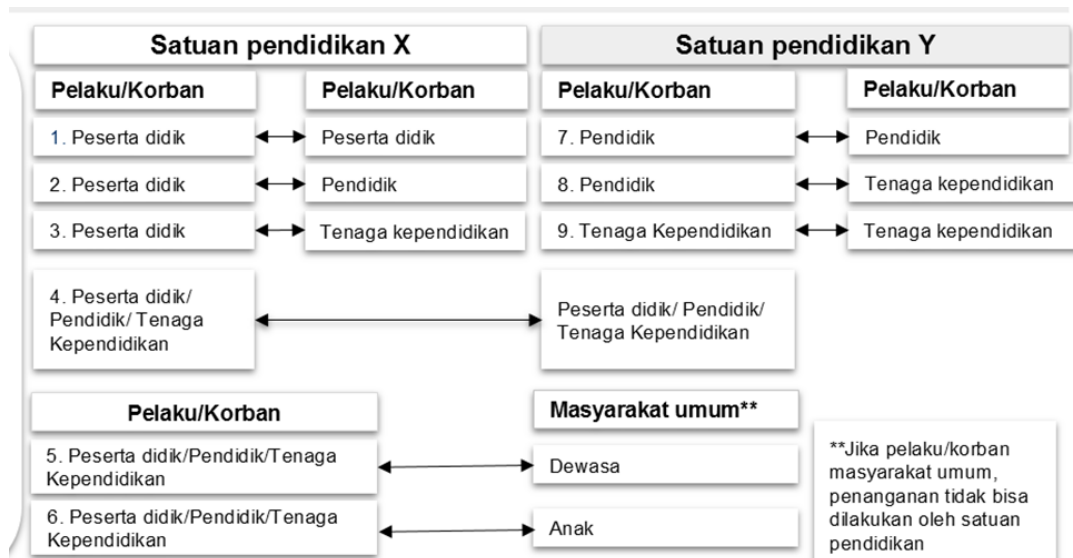 Satuan pendidikan X
Satuan pendidikan Y
Pelaku/Korban
Pelaku/Korban
Pelaku/Korban
Pelaku/Korban
1. Peserta didik
Peserta didik
7. Pendidik
Pendidik
2. Peserta didik
Pendidik
8. Pendidik
Tenaga kependidikan
3. Peserta didik
Tenaga kependidikan
9. Tenaga Kependidikan
Tenaga kependidikan
4. Peserta didik/
Pendidik/ Tenaga
Kependidikan
Peserta didik/ Pendidik/
Tenaga Kependidikan
Pelaku/Korban
Masyarakat umum**
5. Peserta didik/Pendidik/Tenaga
Kependidikan
Dewasa
6. Peserta didik/Pendidik/Tenaga
Kependidikan
Anak
**Jika pelaku/korban
masyarakat umum,
penanganan tidak bisa
dilakukan oleh satuan
pendidikan